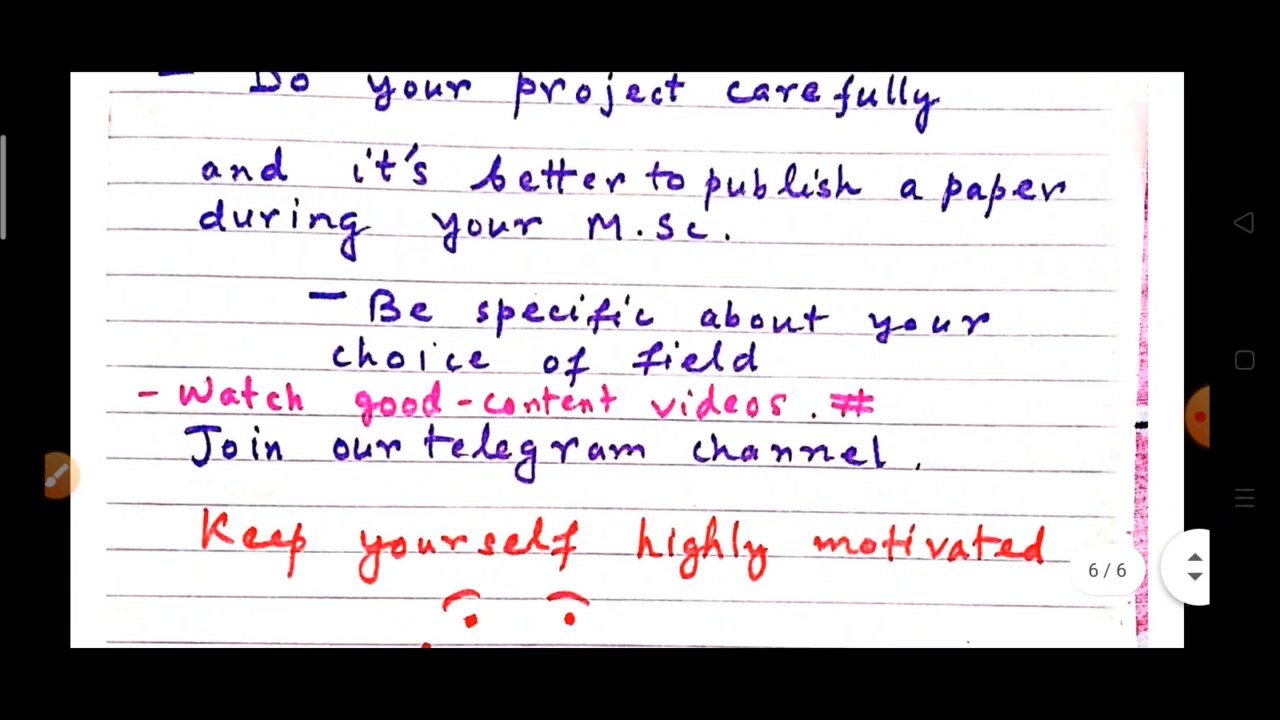 - Do your project carefully
and it's better to publish a paper
during your M.Sc.
- Be specific about your
choice of field
- Watch good-content videos. #
Join our telegram channel.
Keep yourself highly motivated
6/6